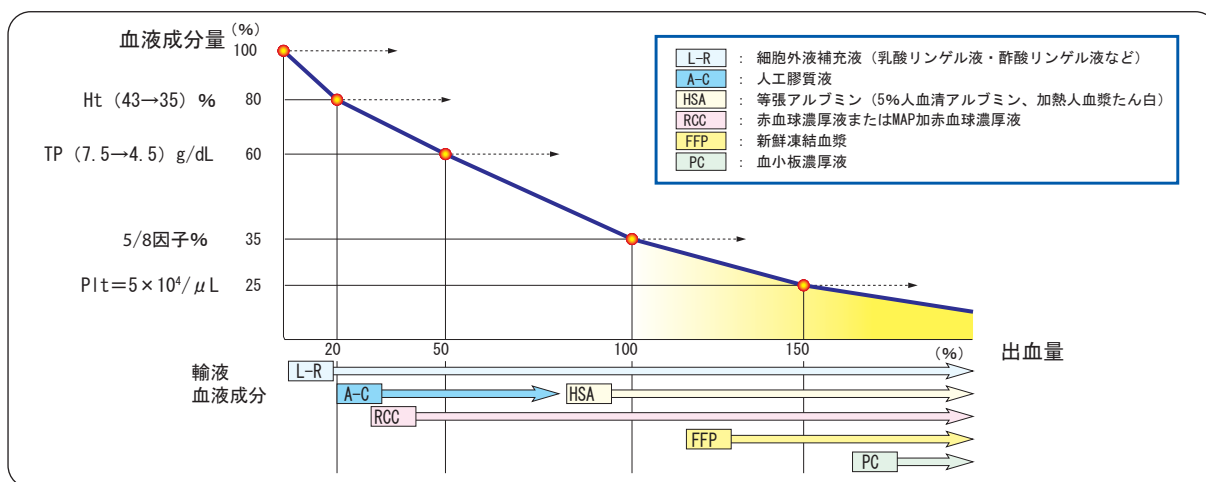 血液成分量
(%)
100
Ht (43→35) %
80
TP (7.5→4.5) g/dL
60
5/8因子%
35
Plt=5×10⁴/μL
25
L-R : 細胞外液補充液（乳酸リンゲル液・酢酸リンゲル液など）
A-C : 人工膠質液
HSA : 等張アルブミン（5%人血清アルブミン、加熱人血漿たん白）
RCC : 赤血球濃厚液またはMAP加赤血球濃厚液
FFP : 新鮮凍結血漿
PC : 血小板濃厚液
20 50 100 150 (%)
出血量
輸液
血液成分
L-R
A-C HSA
RCC
FFP
PC